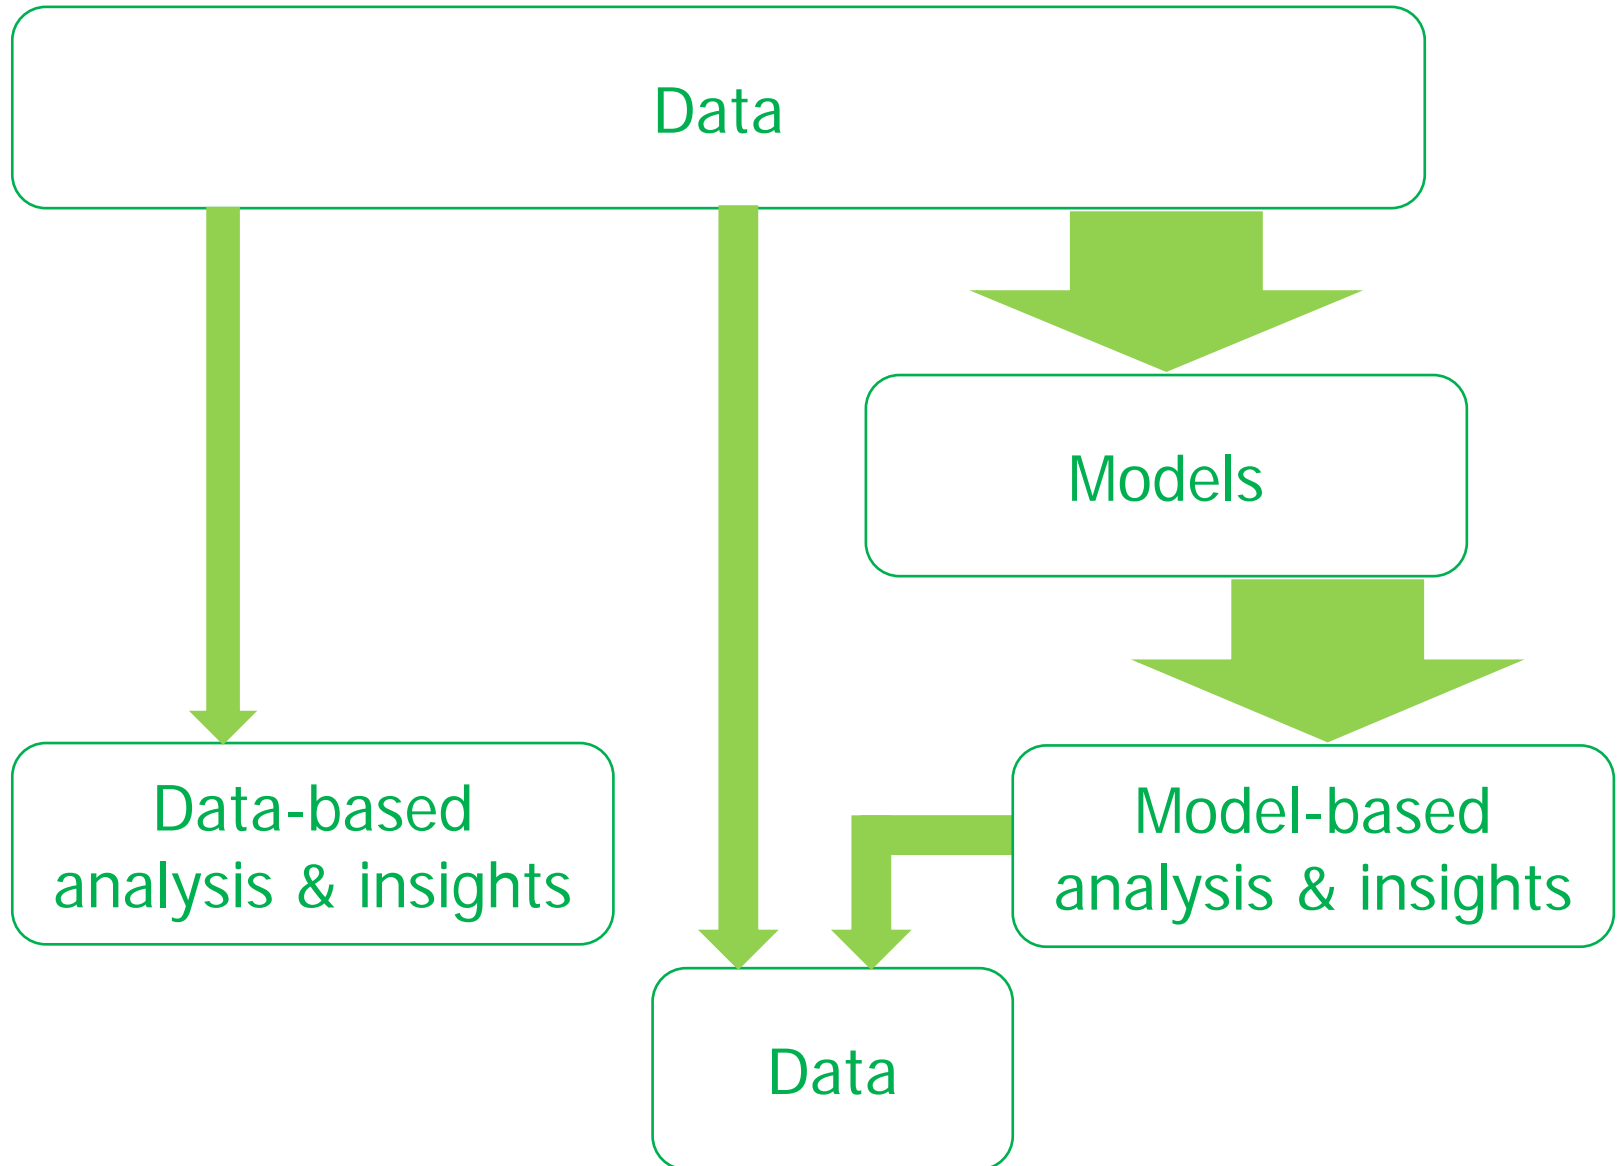 Data
Models
Data-based
analysis & insights
Model-based
analysis & insights
Data